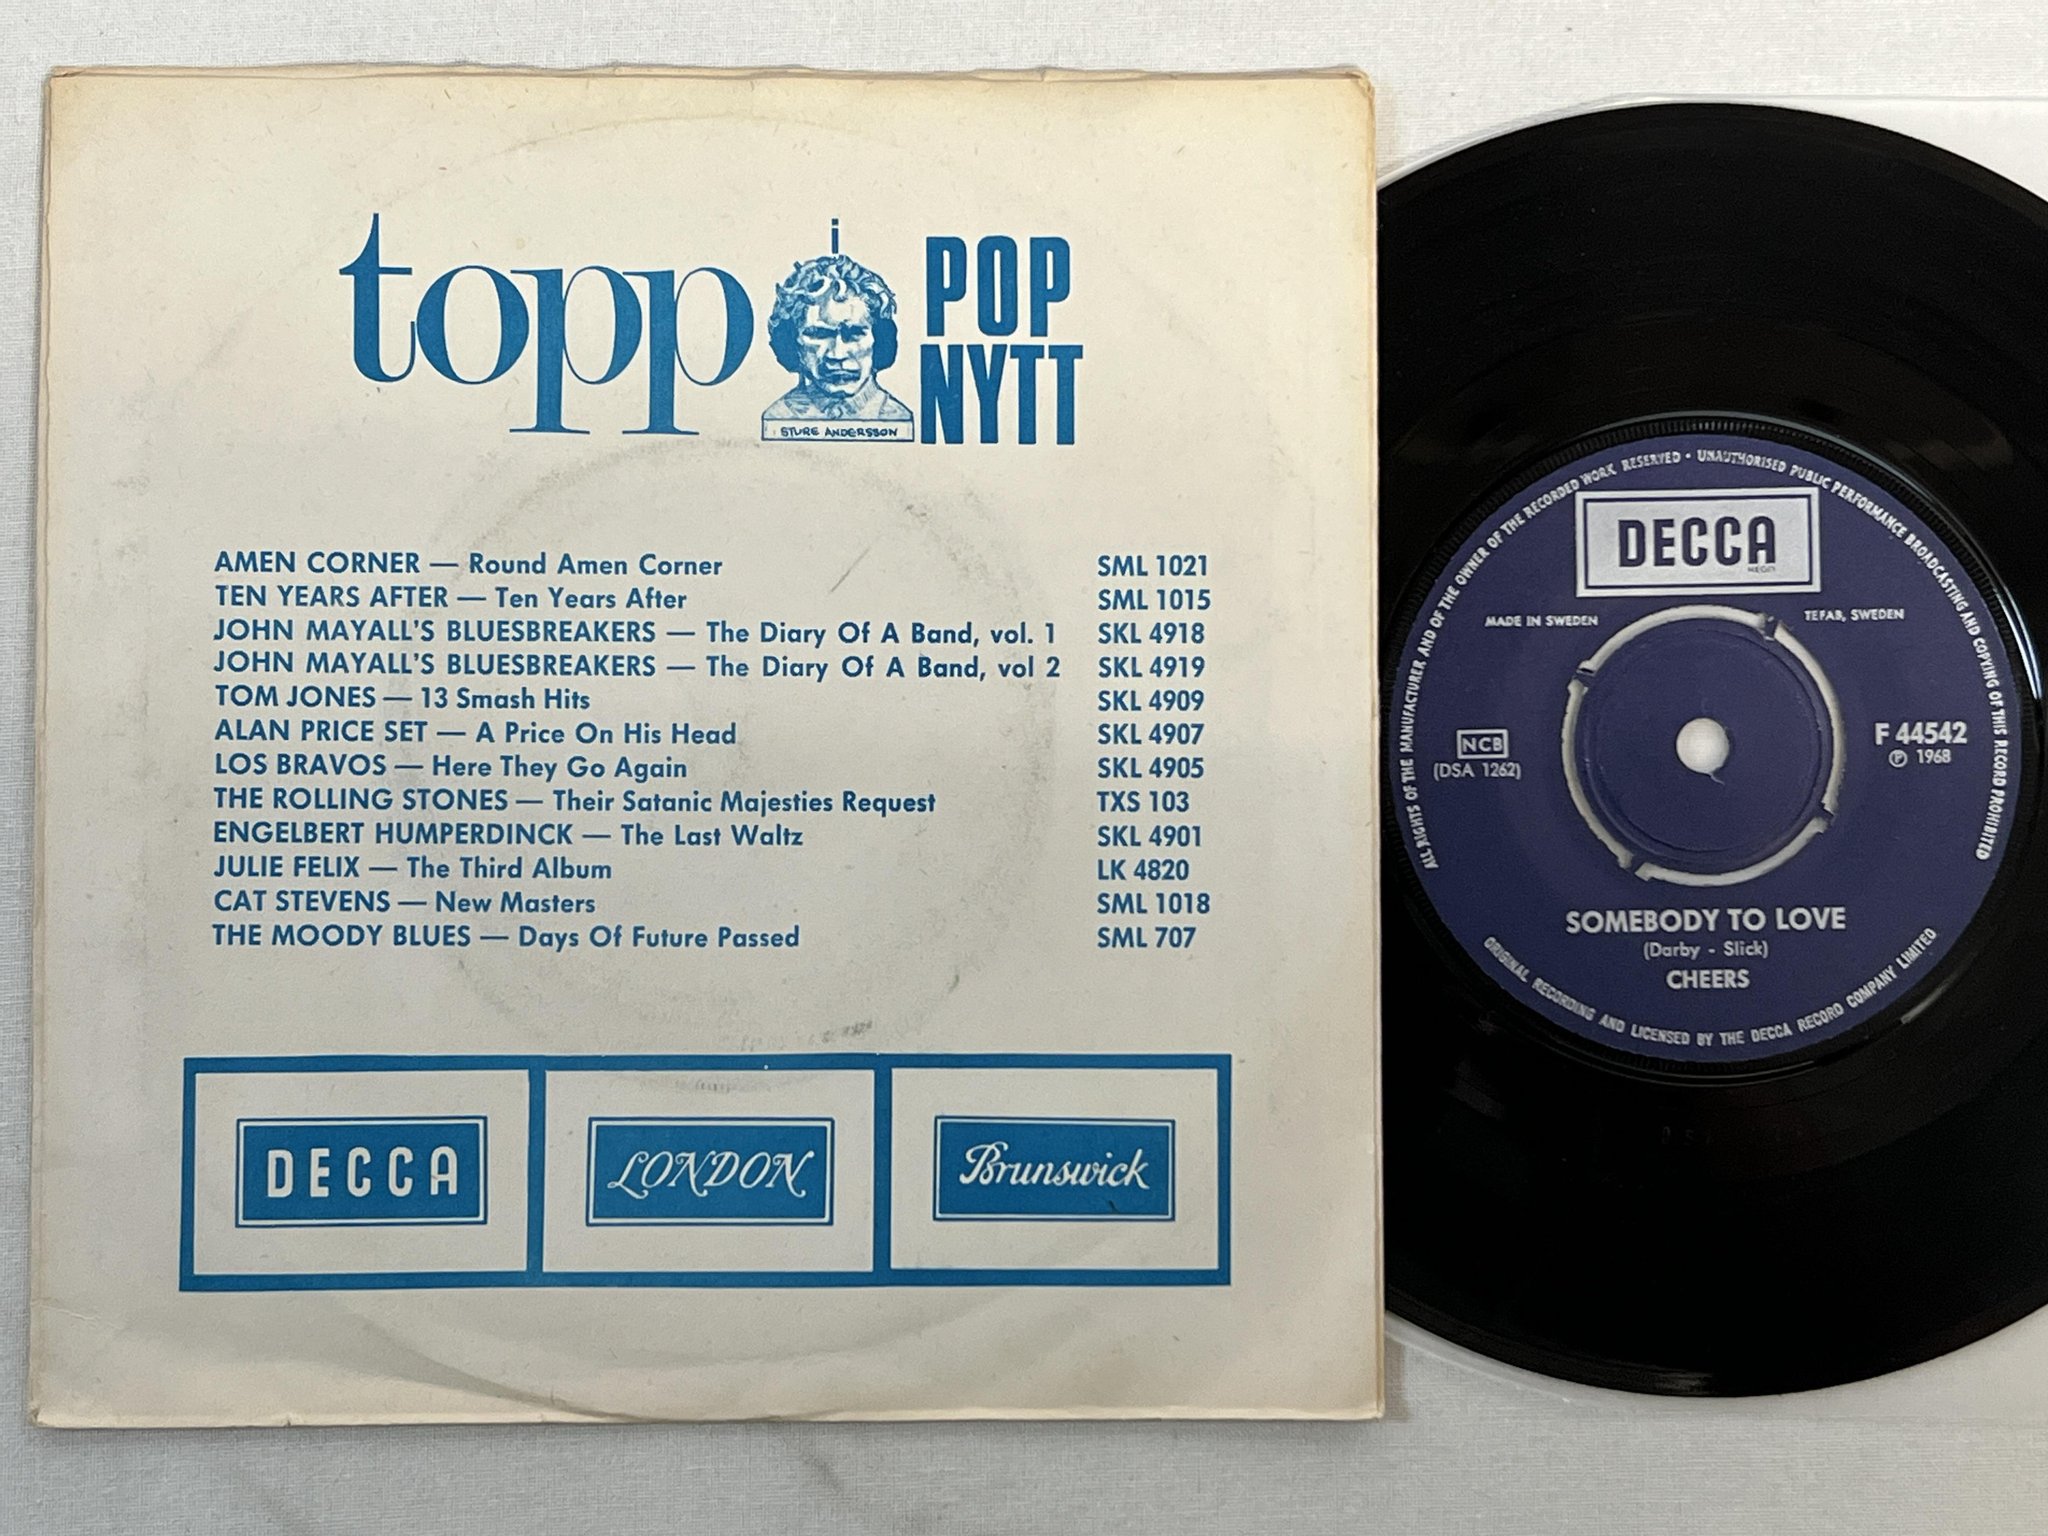 topp i POP
NYTT
STURE ANDERSSON
AMEN CORNER — Round Amen Corner SML 1021
TEN YEARS AFTER — Ten Years After SML 1015
JOHN MAYALL'S BLUESBREAKERS — The Diary Of A Band, vol. 1 SKL 4918
JOHN MAYALL'S BLUESBREAKERS — The Diary Of A Band, vol 2 SKL 4919
TOM JONES — 13 Smash Hits SKL 4909
ALAN PRICE SET — A Price On His Head SKL 4907
LOS BRAVOS — Here They Go Again SKL 4905
THE ROLLING STONES — Their Satanic Majesties Request TXS 103
ENGELBERT HUMPERDINCK — The Last Waltz SKL 4901
JULIE FELIX — The Third Album LK 4820
CAT STEVENS — New Masters SML 1018
THE MOODY BLUES — Days Of Future Passed SML 707
DECCA LONDON Brunswick
ALL RIGHTS OF THE MANUFACTURER AND OF THE OWNER OF THE RECORDED WORK RESERVED • UNAUTHORISED PUBLIC PERFORMANCE BROADCASTING AND COPYING OF THIS RECORD PROHIBITED
DECCA
REGD.
MADE IN SWEDEN TEFAB, SWEDEN
NCB F 44542
(DSA 1262) ℗ 1968
SOMEBODY TO LOVE
(Darby - Slick)
CHEERS
ORIGINAL RECORDING AND LICENSED BY THE DECCA RECORD COMPANY LIMITED